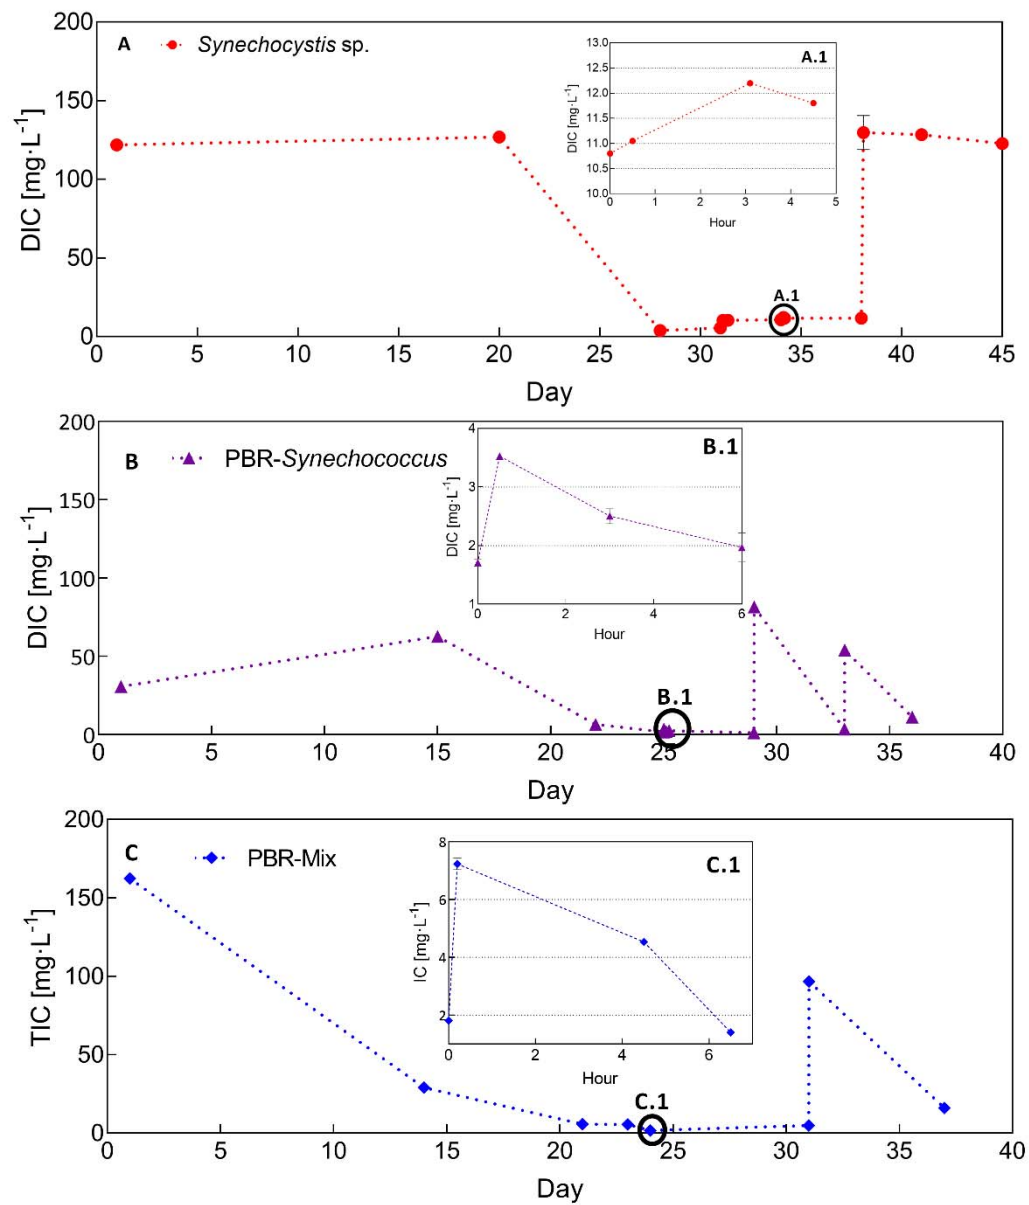 A
Synechocystis sp.
DIC [mg·L⁻¹]
200
150
100
50
0
0 5 10 15 20 25 30 35 40 45
Day
A.1
A.1
DIC [mg·L⁻¹]
13.0
12.5
12.0
11.5
11.0
10.5
10.0
0 1 2 3 4 5
Hour
B
PBR-Synechococcus
DIC [mg·L⁻¹]
200
150
100
50
0
0 5 10 15 20 25 30 35 40
Day
B.1
B.1
DIC [mg·L⁻¹]
4
3
2
1
0 2 4 6
Hour
C
PBR-Mix
TIC [mg·L⁻¹]
200
150
100
50
0
0 5 10 15 20 25 30 35 40
Day
C.1
C.1
IC [mg·L⁻¹]
8
6
4
2
0 2 4 6
Hour